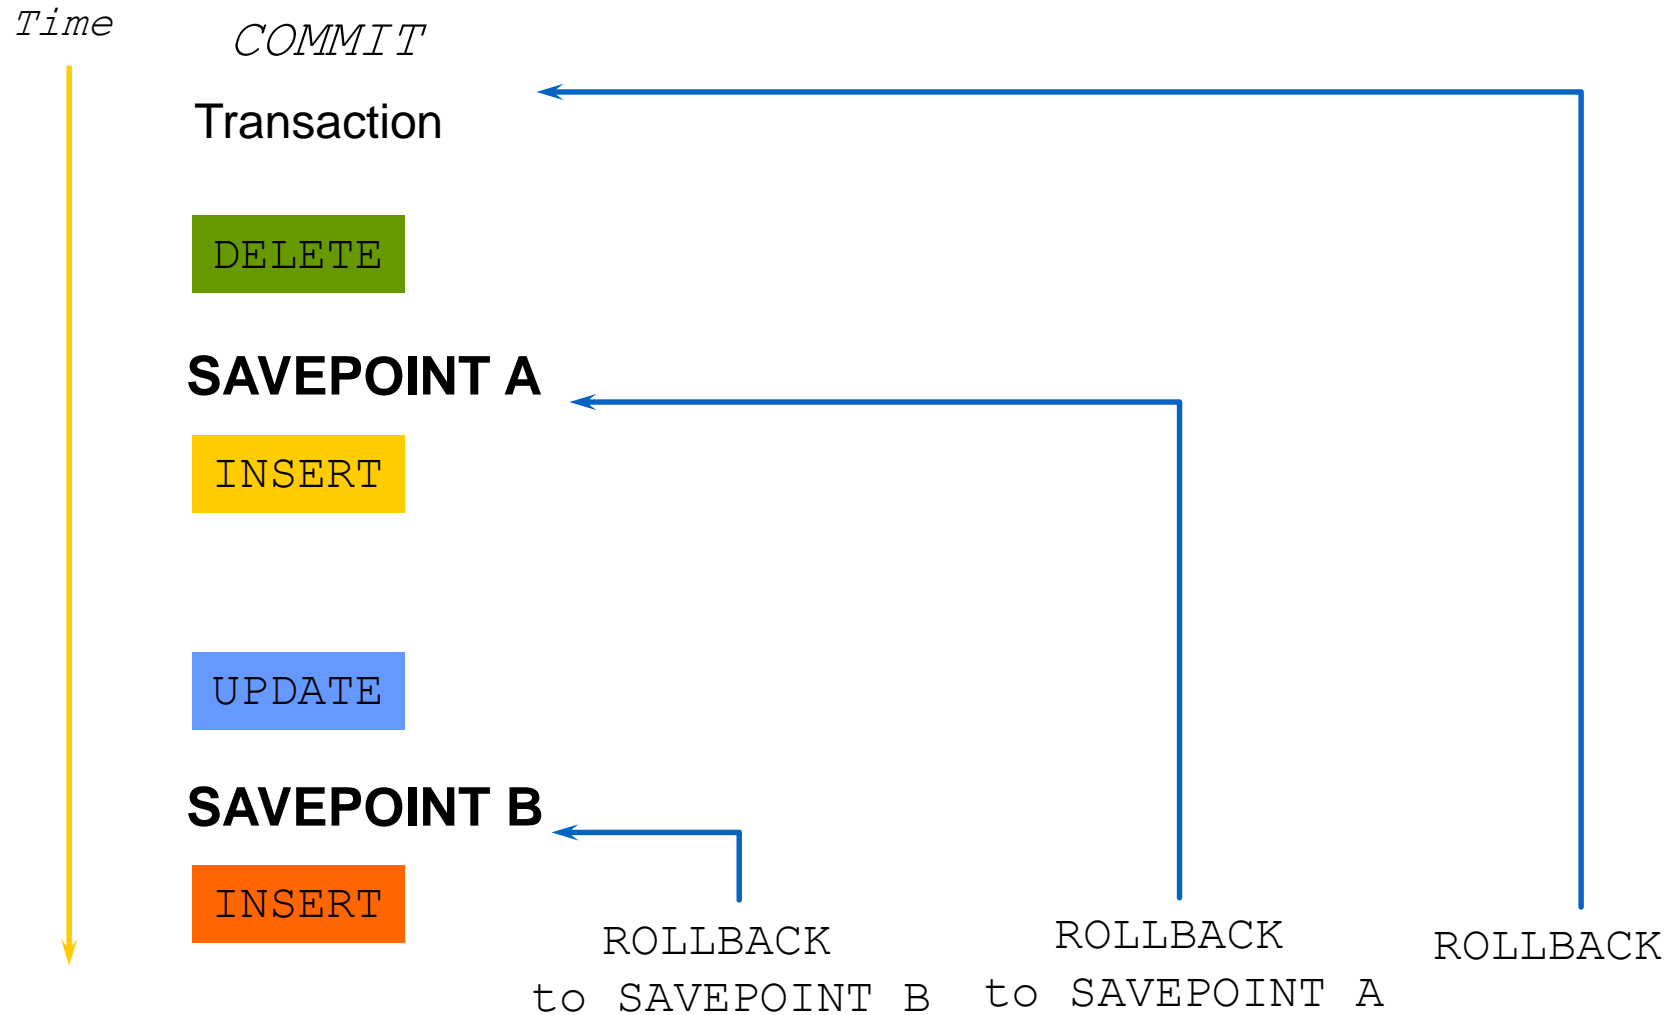 Time
COMMIT
Transaction
DELETE
SAVEPOINT A
INSERT
UPDATE
SAVEPOINT B
INSERT
ROLLBACK
to SAVEPOINT B
ROLLBACK
to SAVEPOINT A
ROLLBACK